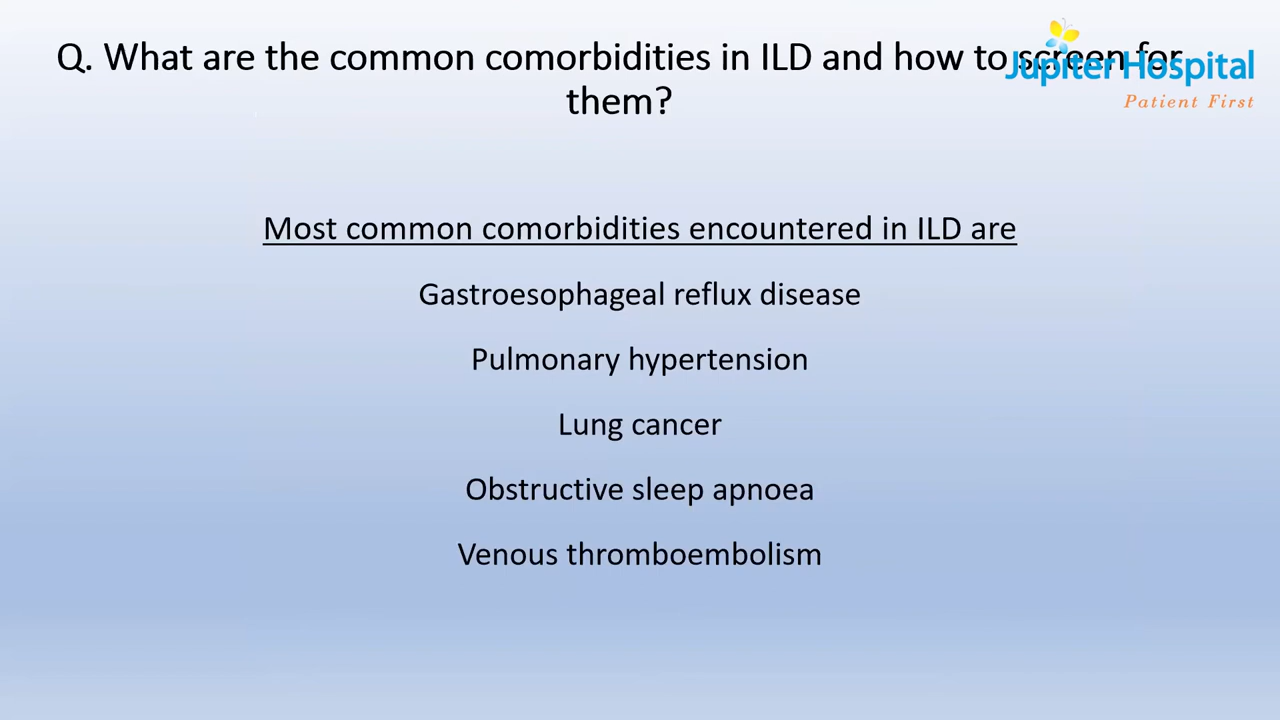 Q. What are the common comorbidities in ILD and how to screen for
them?
Jupiter Hospital
Patient First
Most common comorbidities encountered in ILD are
Gastroesophageal reflux disease
Pulmonary hypertension
Lung cancer
Obstructive sleep apnoea
Venous thromboembolism